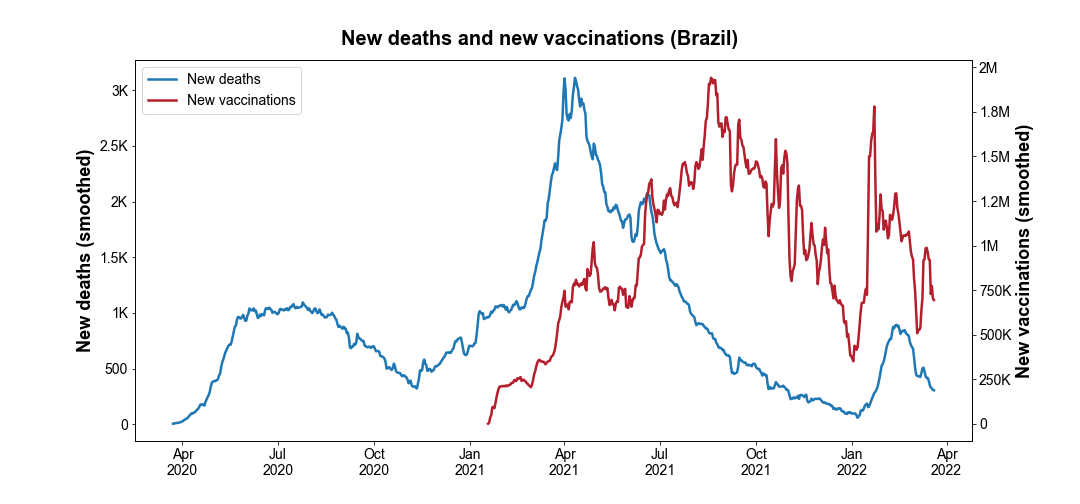 New deaths and new vaccinations (Brazil)
New deaths
New vaccinations
New deaths (smoothed)
3K
2.5K
2K
1.5K
1K
500
0
2M
1.8M
1.5M
1.2M
1M
750K
500K
250K
0
New vaccinations (smoothed)
Apr
2020
Jul
2020
Oct
2020
Jan
2021
Apr
2021
Jul
2021
Oct
2021
Jan
2022
Apr
2022